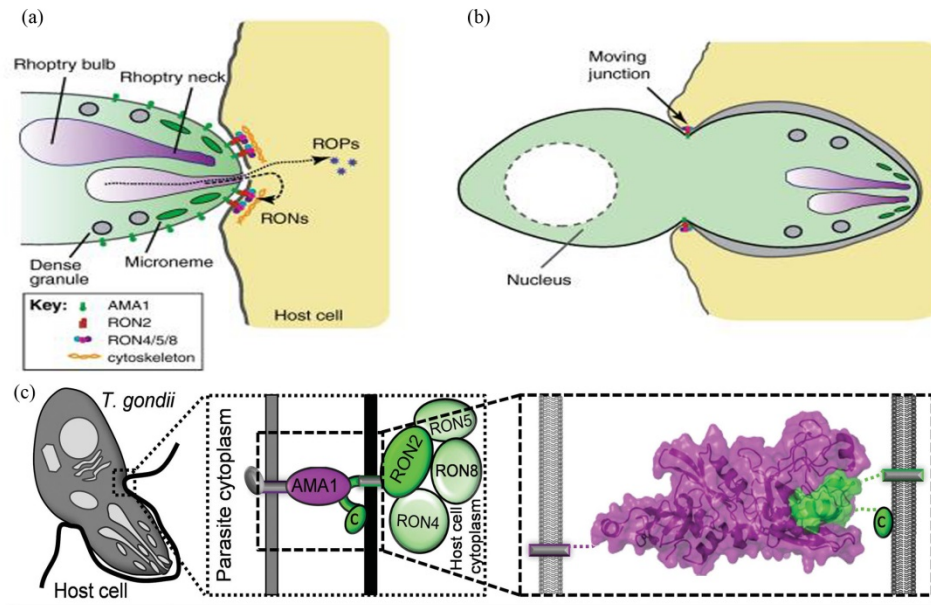 (a)
Rhoptry bulb
Rhoptry neck
ROPs
RONs
Dense
granule
Microneme
Host cell
Key:
AMA1
RON2
RON4/5/8
cytoskeleton
(b)
Moving
junction
Nucleus
(c)
T. gondii
Host cell
Parasite cytoplasm
AMA1
RON2
RON5
RON8
RON4
C
Host cell
cytoplasm
C